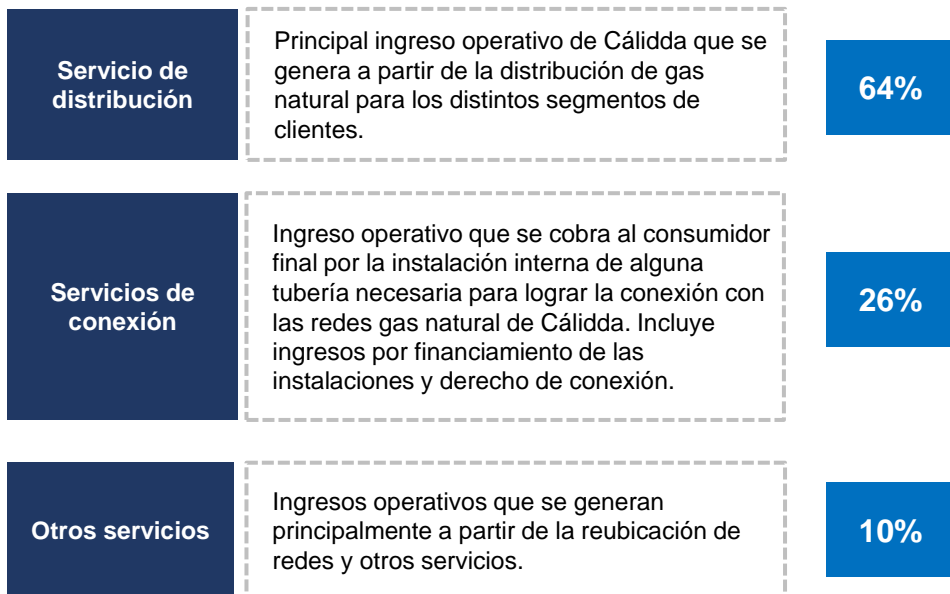 Servicio de
distribución
Principal ingreso operativo de Cálidda que se
genera a partir de la distribución de gas
natural para los distintos segmentos de
clientes.
64%
Servicios de
conexión
Ingreso operativo que se cobra al consumidor
final por la instalación interna de alguna
tubería necesaria para lograr la conexión con
las redes gas natural de Cálidda. Incluye
ingresos por financiamiento de las
instalaciones y derecho de conexión.
26%
Otros servicios
Ingresos operativos que se generan
principalmente a partir de la reubicación de
redes y otros servicios.
10%